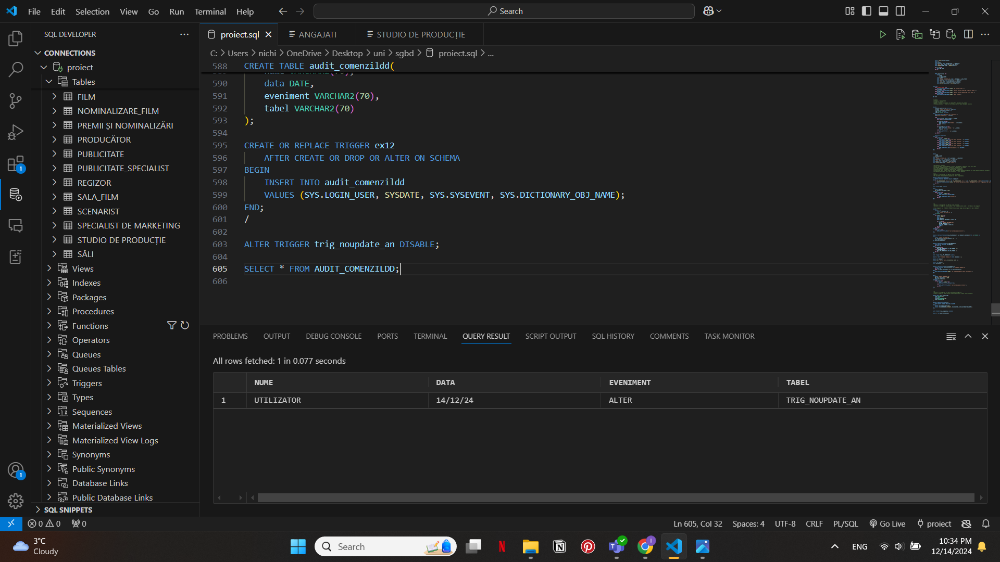 File Edit Selection View Go Run Terminal Help
Search
SQL DEVELOPER
proiect.sql
ANGAJATI
STUDIO DE PRODUCȚIE
CONNECTIONS
proiect
Tables
FILM
NOMINALIZARE_FILM
PREMII ȘI NOMINALIZĂRI
PRODUCĂTOR
PUBLICITATE
PUBLICITATE_SPECIALIST
REGIZOR
SALA_FILM
SCENARIST
SPECIALIST DE MARKETING
STUDIO DE PRODUCȚIE
SĂLI
Views
Indexes
Packages
Procedures
Functions
Operators
Queues
Queues Tables
Triggers
Types
Sequences
Materialized Views
Materialized View Logs
Synonyms
Public Synonyms
Database Links
Public Database Links
SQL SNIPPETS
1
1
C: > Users > nichi > OneDrive > Desktop > uni > sgbd > proiect.sql > ...
588 CREATE TABLE audit_comenzildd(
590 data DATE,
591 eveniment VARCHAR2(70),
592 tabel VARCHAR2(70)
593 );
594
595 CREATE OR REPLACE TRIGGER ex12
596 AFTER CREATE OR DROP OR ALTER ON SCHEMA
597 BEGIN
598 INSERT INTO audit_comenzildd
599 VALUES (SYS.LOGIN_USER, SYSDATE, SYS.SYSEVENT, SYS.DICTIONARY_OBJ_NAME);
600 END;
601 /
602
603 ALTER TRIGGER trig_noupdate_an DISABLE;
604
605 SELECT * FROM AUDIT_COMENZILDD;
606
PROBLEMS OUTPUT DEBUG CONSOLE PORTS TERMINAL QUERY RESULT SCRIPT OUTPUT SQL HISTORY COMMENTS TASK MONITOR
All rows fetched: 1 in 0.077 seconds
NUME DATA EVENIMENT TABEL
1 UTILIZATOR 14/12/24 ALTER TRIG_NOUPDATE_AN
0 0 0
Ln 605, Col 32 Spaces: 4 UTF-8 CRLF PL/SQL Go Live proiect
3°C
Cloudy
Search
ENG
10:34 PM
12/14/2024